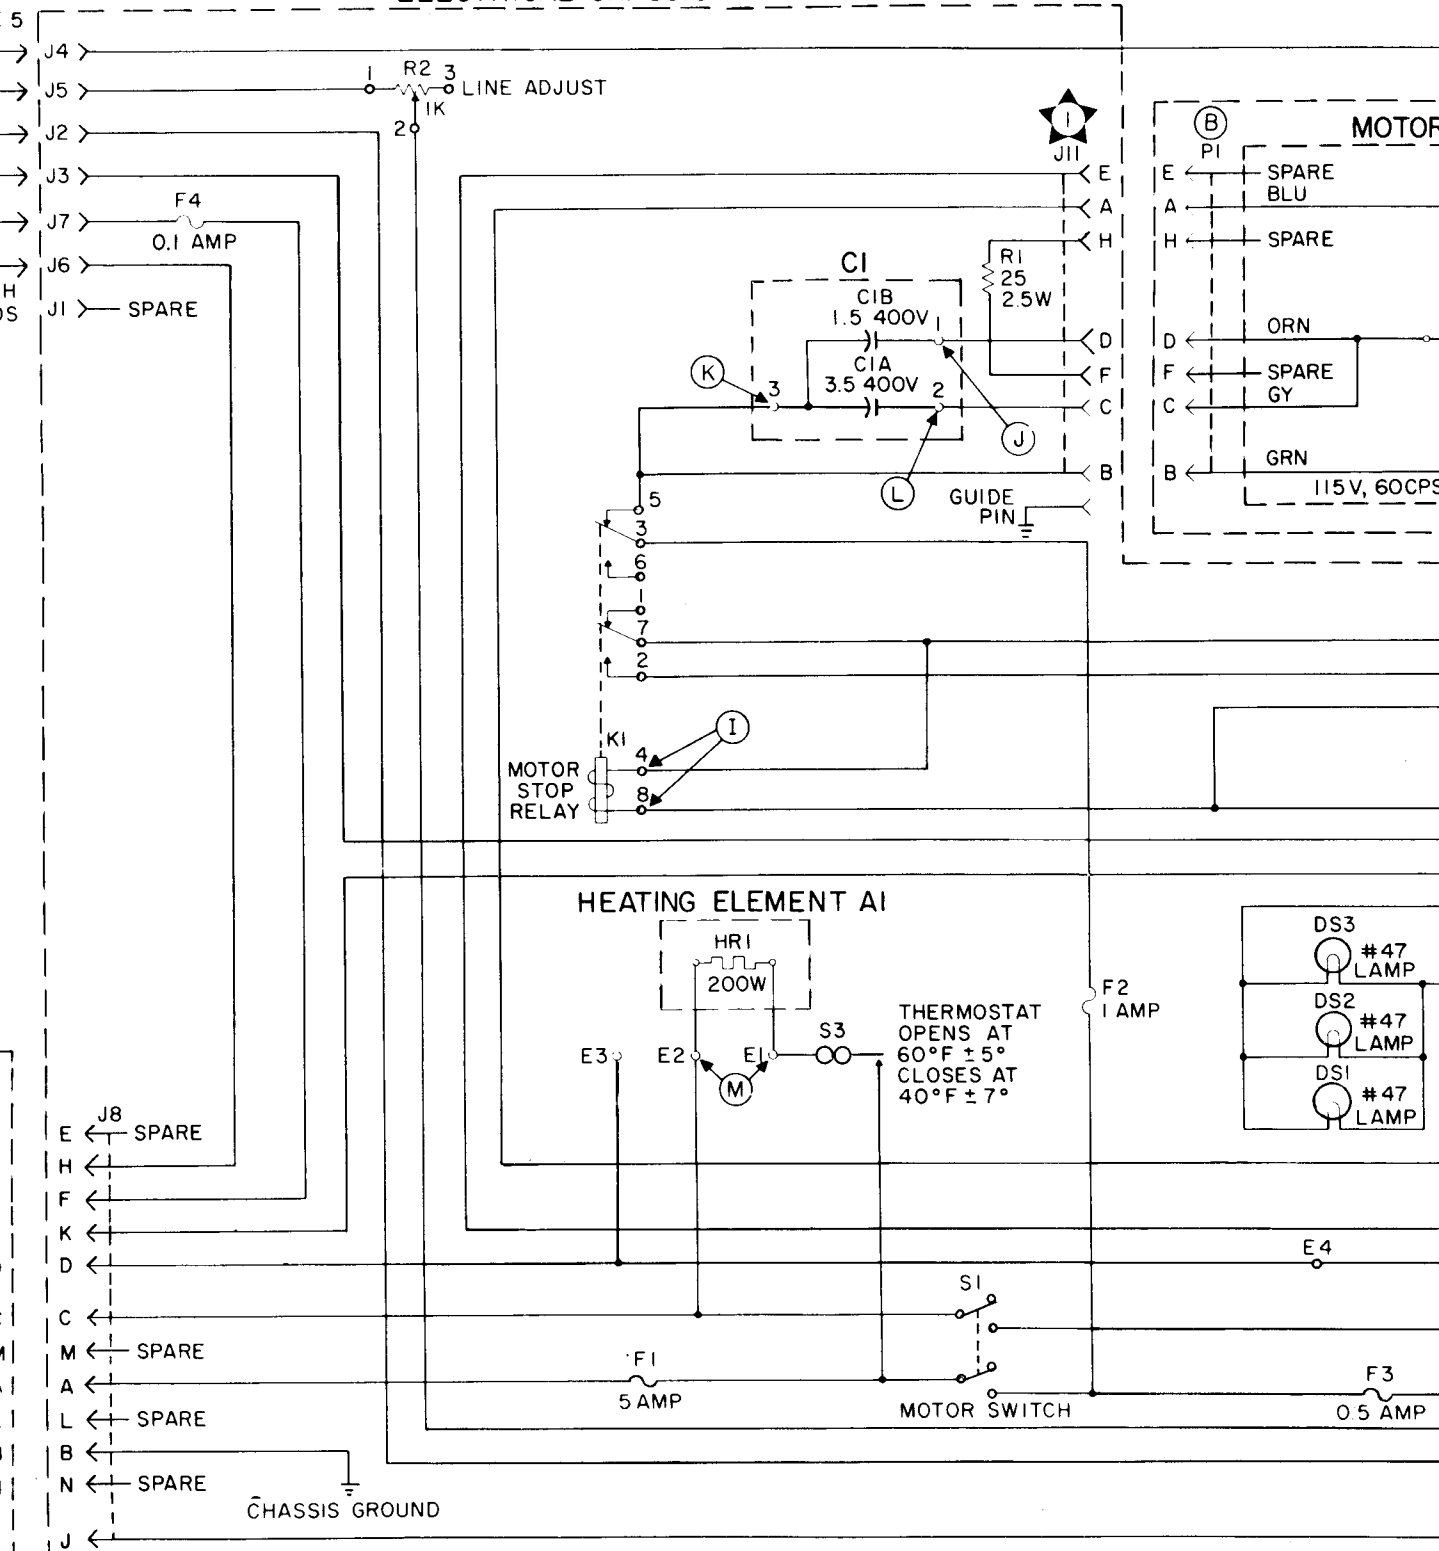 5
J4
J5
1 R2 3 LINE ADJUST
1K
2
J2
J3
F4
J7
0.1 AMP
J6
H
J1 SPARE
1
J11
E
A
H
R1
25
2.5W
D
F
C
B
GUIDE
PIN
B
P1
MOTOR
E SPARE
BLU
A
H SPARE
D ORN
F SPARE
GY
C
GRN
B
115V, 60CPS
C1
C1B
1.5 400V 1
C1A
3.5 400V
K
3
2
J
L
5
3
6
1
7
2
K1
4
I
MOTOR
STOP
RELAY
8
HEATING ELEMENT A1
HR1
200W
E3
E2
E1
S3
M
THERMOSTAT
OPENS AT
60°F ±5°
CLOSES AT
40°F ±7°
F2
1 AMP
DS3
#47
LAMP
DS2
#47
LAMP
DS1
#47
LAMP
J8
E SPARE
H
F
K
D
E4
S1
C
M SPARE
F1
A
5 AMP
MOTOR SWITCH
F3
0.5 AMP
L SPARE
B
N SPARE
CHASSIS GROUND
J